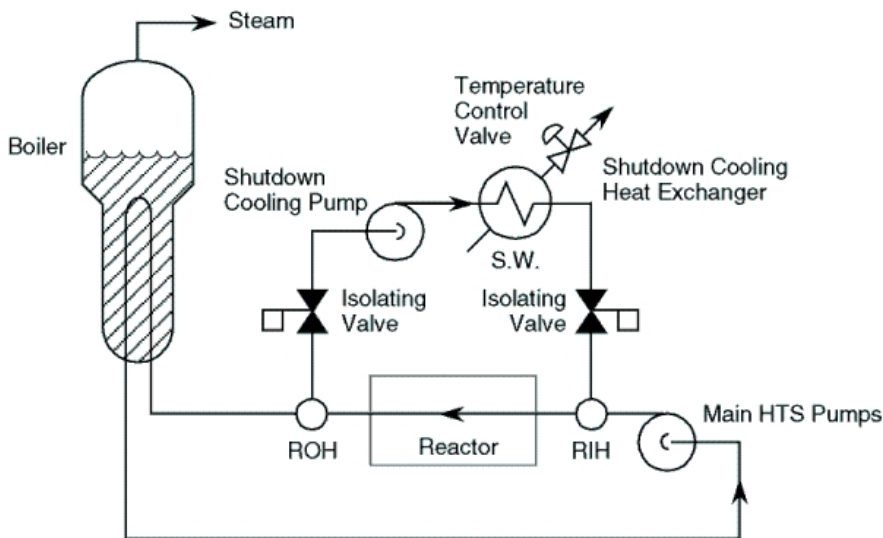 Steam
Boiler
Temperature
Control
Valve
Shutdown
Cooling Pump
Shutdown Cooling
Heat Exchanger
S.W.
Isolating
Valve
Isolating
Valve
Main HTS Pumps
ROH
Reactor
RIH